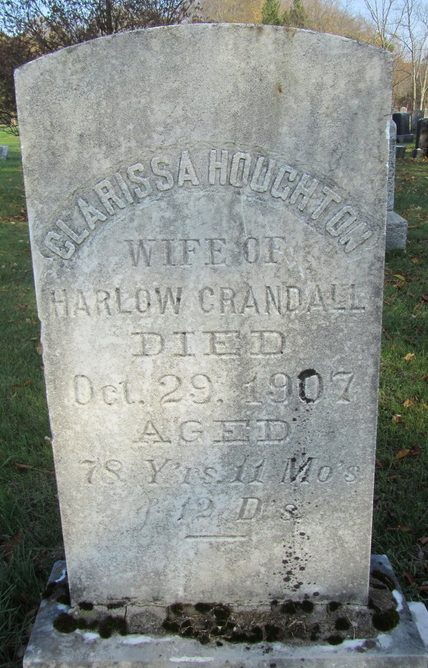 CLARISSA HOUGHTON
WIFE OF
HARLOW CRANDALL
DIED
Oct. 29, 1907
AGED
78 Y'rs. 11 Mo's
& 12 D's